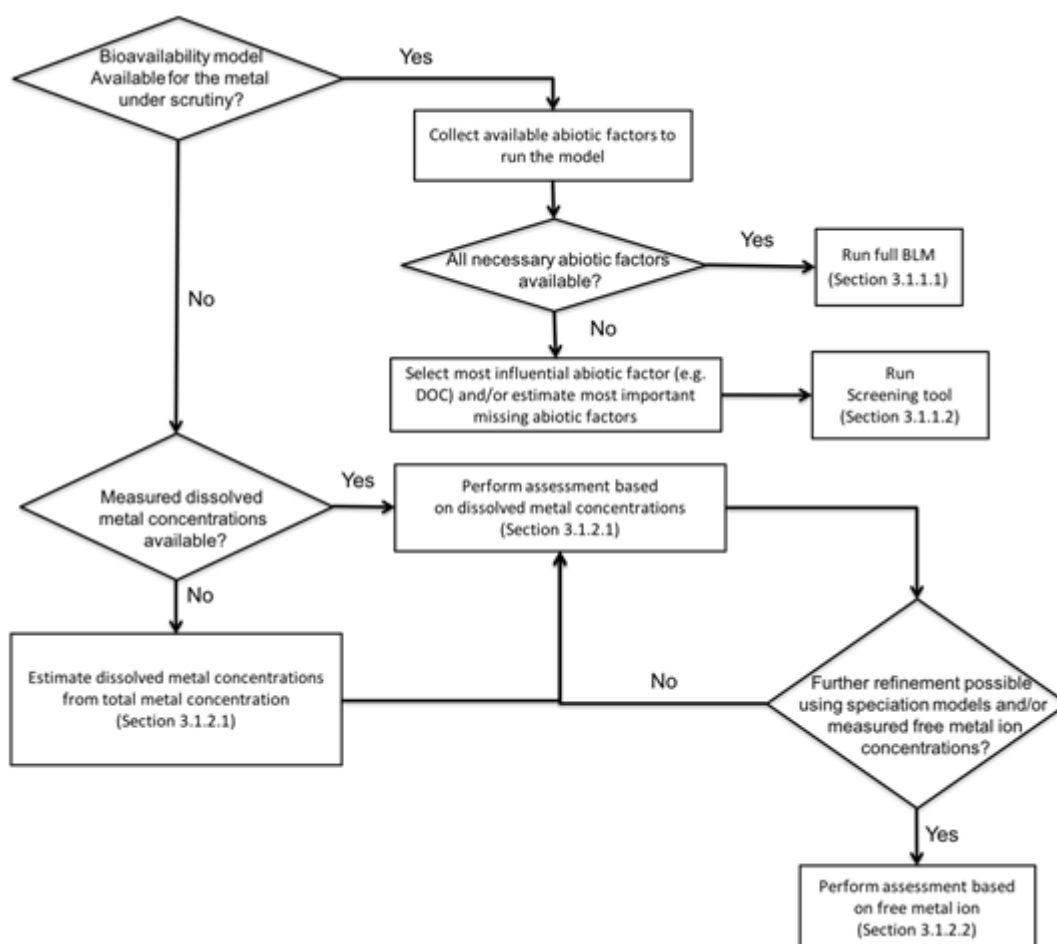 Bioavailability model
Available for the metal
under scrutiny?
Yes
Collect available abiotic factors to
run the model
All necessary abiotic factors
available?
Yes
Run full BLM
(Section 3.1.1.1)
No
No
Select most influential abiotic factor (e.g.
DOC) and/or estimate most important
missing abiotic factors
Run
Screening tool
(Section 3.1.1.2)
Measured dissolved
metal concentrations
available?
Yes
Perform assessment based
on dissolved metal concentrations
(Section 3.1.2.1)
No
Estimate dissolved metal concentrations
from total metal concentration
(Section 3.1.2.1)
No
Further refinement possible
using speciation models and/or
measured free metal ion
concentrations?
Yes
Perform assessment based
on free metal ion
(Section 3.1.2.2)